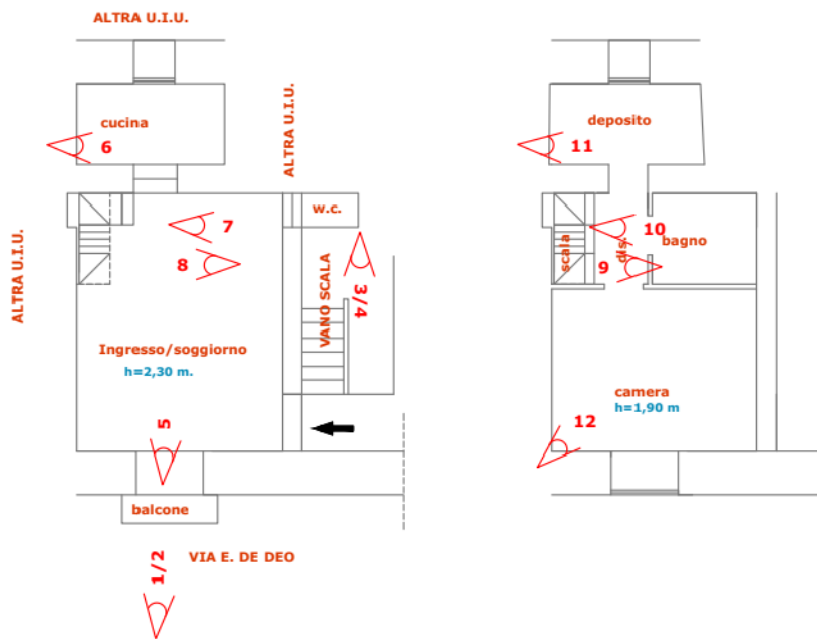 ALTRA U.I.U.
cucina
6
ALTRA U.I.U.
W.C.
7
8
ALTRA U.I.U.
VANO SCALA
3/4
Ingresso/soggiorno
h=2,30 m.
5
balcone
1/2
VIA E. DE DEO
deposito
11
scala
dis.
10
bagno
9
camera
h=1,90 m
12